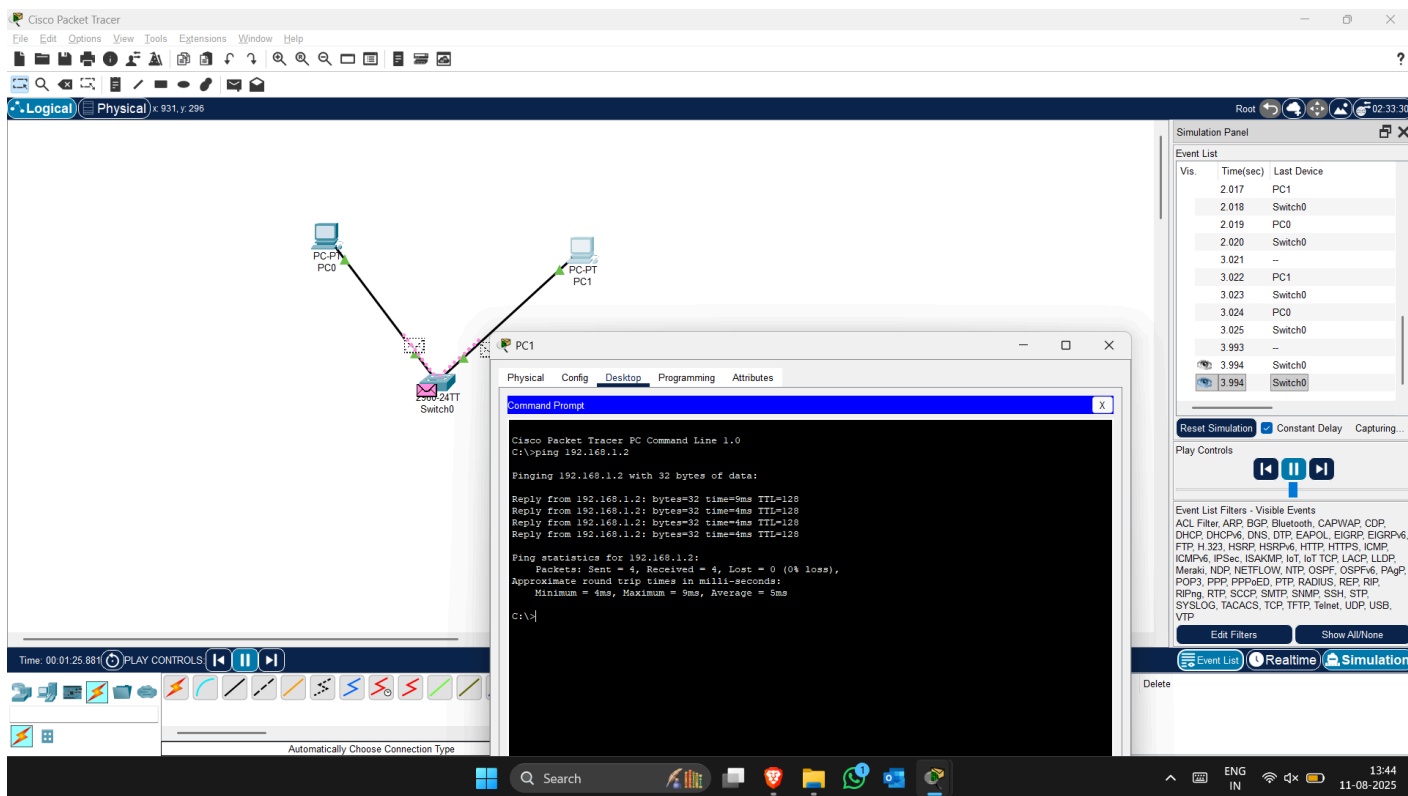 Cisco Packet Tracer
File Edit Options View Tools Extensions Window Help
?
Logical Physical x: 931, y: 296
Root 02:33:30
Simulation Panel
Event List
Vis. Time(sec) Last Device
2.017 PC1
2.018 Switch0
2.019 PC0
2.020 Switch0
3.021 --
3.022 PC1
3.023 Switch0
3.024 PC0
3.025 Switch0
3.993 --
3.994 Switch0
3.994 Switch0
Reset Simulation Constant Delay Capturing...
Play Controls
Event List Filters - Visible Events
ACL Filter, ARP, BGP, Bluetooth, CAPWAP, CDP,
DHCP, DHCPv6, DNS, DTP, EAPOL, EIGRP, EIGRPv6,
FTP, H.323, HSRP, HSRPv6, HTTP, HTTPS, ICMP,
ICMPv6, IPSec, ISAKMP, IoT, IoT TCP, LACP, LLDP,
Meraki, NDP, NETFLOW, NTP, OSPF, OSPFv6, PAgP,
POP3, PPP, PPPoED, PTP, RADIUS, REP, RIP,
RIPng, RTP, SCCP, SMTP, SNMP, SSH, STP,
SYSLOG, TACACS, TCP, TFTP, Telnet, UDP, USB,
VTP
Edit Filters Show All/None
Event List Realtime Simulation
PC-PT
PC0
PC-PT
PC1
2960-24TT
Switch0
PC1
Physical Config Desktop Programming Attributes
Command Prompt X
Cisco Packet Tracer PC Command Line 1.0
C:\>ping 192.168.1.2
Pinging 192.168.1.2 with 32 bytes of data:
Reply from 192.168.1.2: bytes=32 time=9ms TTL=128
Reply from 192.168.1.2: bytes=32 time=4ms TTL=128
Reply from 192.168.1.2: bytes=32 time=4ms TTL=128
Reply from 192.168.1.2: bytes=32 time=4ms TTL=128
Ping statistics for 192.168.1.2:
Packets: Sent = 4, Received = 4, Lost = 0 (0% loss),
Approximate round trip times in milli-seconds:
Minimum = 4ms, Maximum = 9ms, Average = 5ms
C:\>
Time: 00:01:25.881 PLAY CONTROLS:
Delete
Automatically Choose Connection Type
Search
1
ENG
IN
13:44
11-08-2025